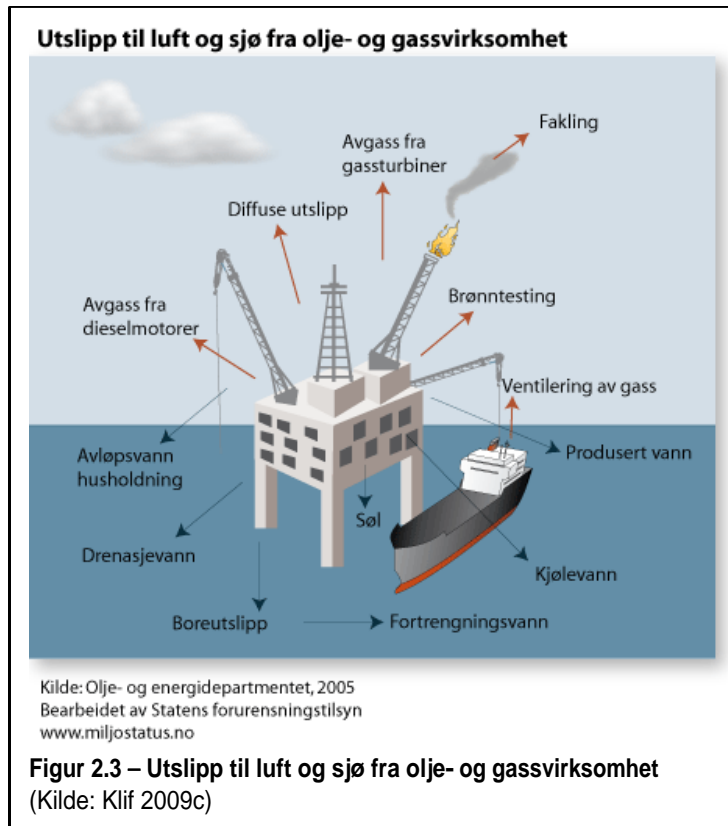 Utslipp til luft og sjø fra olje- og gassvirksomhet
Fakling
Avgass fra
gassturbiner
Diffuse utslipp
Brønntesting
Avgass fra
dieselmotorer
Ventilering av gass
Avløpsvann
husholdning
Produsert vann
Søl
Drenasjevann
Kjølevann
Boreutslipp
Fortrengningsvann
Kilde: Olje- og energidepartmentet, 2005
Bearbeidet av Statens forurensningstilsyn
www.miljostatus.no
Figur 2.3 – Utslipp til luft og sjø fra olje- og gassvirksomhet
(Kilde: Klif 2009c)